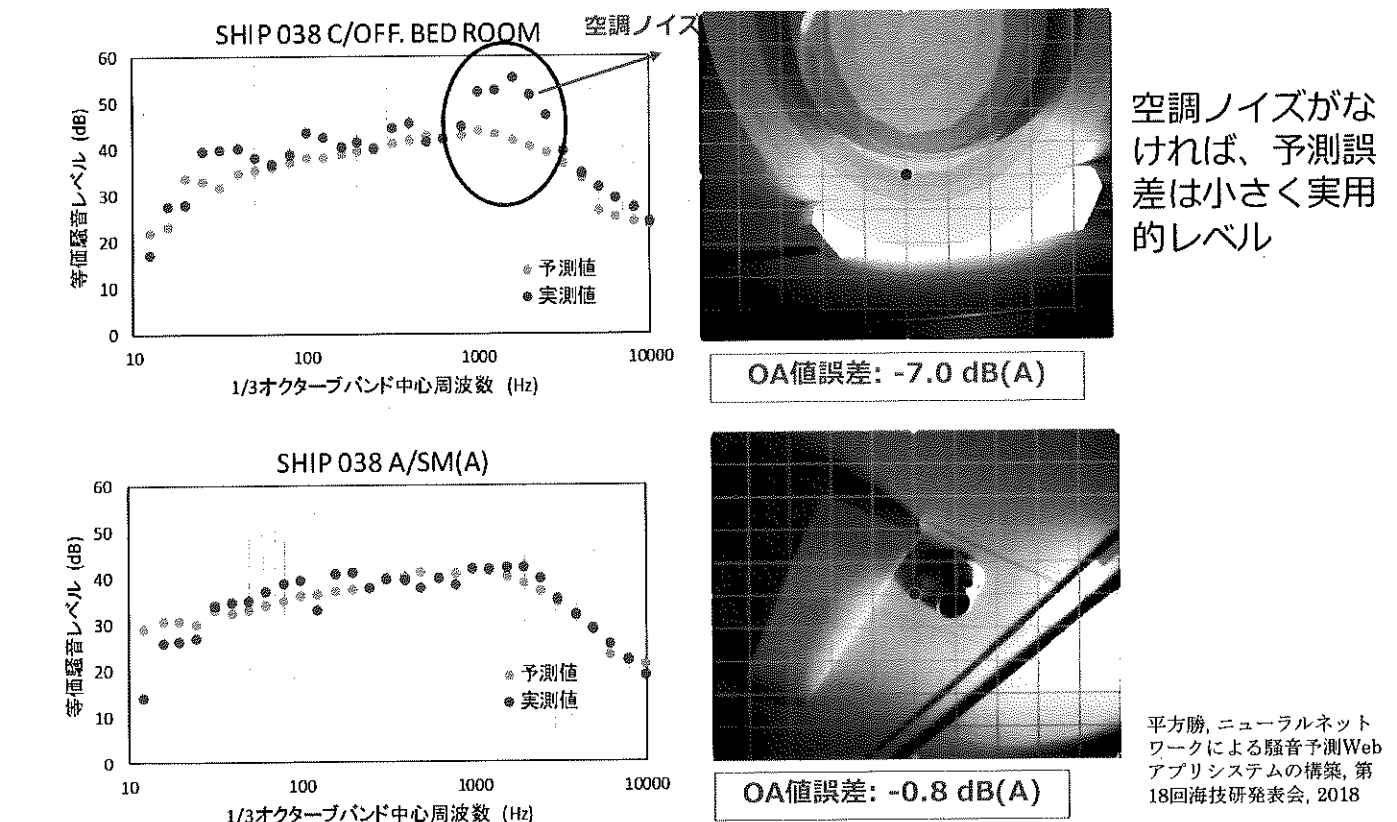 SHIP 038 C/OFF. BED ROOM
空調ノイズ
60
50
40
30
20
10
0
等価騒音レベル (dB)
予測値
実測値
10
100
1000
10000
1/3オクターブバンド中心周波数 (Hz)
空調ノイズがな
ければ、予測誤
差は小さく実用
的レベル
OA値誤差: -7.0 dB(A)
SHIP 038 A/SM(A)
60
50
40
30
20
10
0
等価騒音レベル (dB)
予測値
実測値
10
100
1000
10000
1/3オクターブバンド中心周波数 (Hz)
OA値誤差: -0.8 dB(A)
平方勝, ニューラルネット
ワークによる騒音予測Web
アプリシステムの構築, 第
18回海技研発表会, 2018